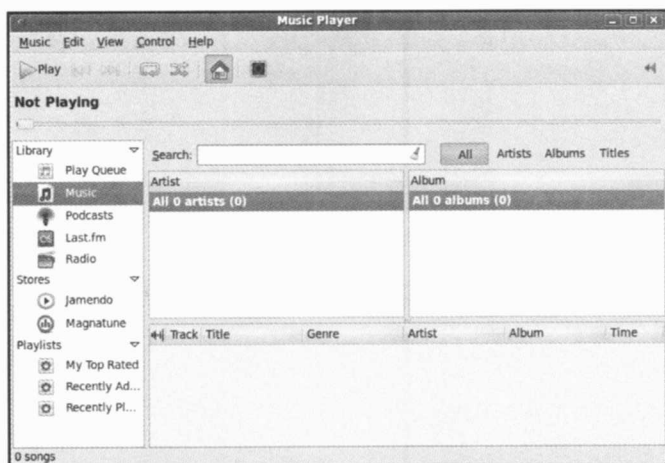 Music Player
Music Edit View Control Help
Play
Not Playing
Library
Play Queue
Music
Podcasts
Last.fm
Radio
Stores
Jamendo
Magnatune
Playlists
My Top Rated
Recently Ad...
Recently Pl...
Search:
All Artists Albums Titles
Artist
All 0 artists (0)
Album
All 0 albums (0)
Track Title Genre Artist Album Time
0 songs